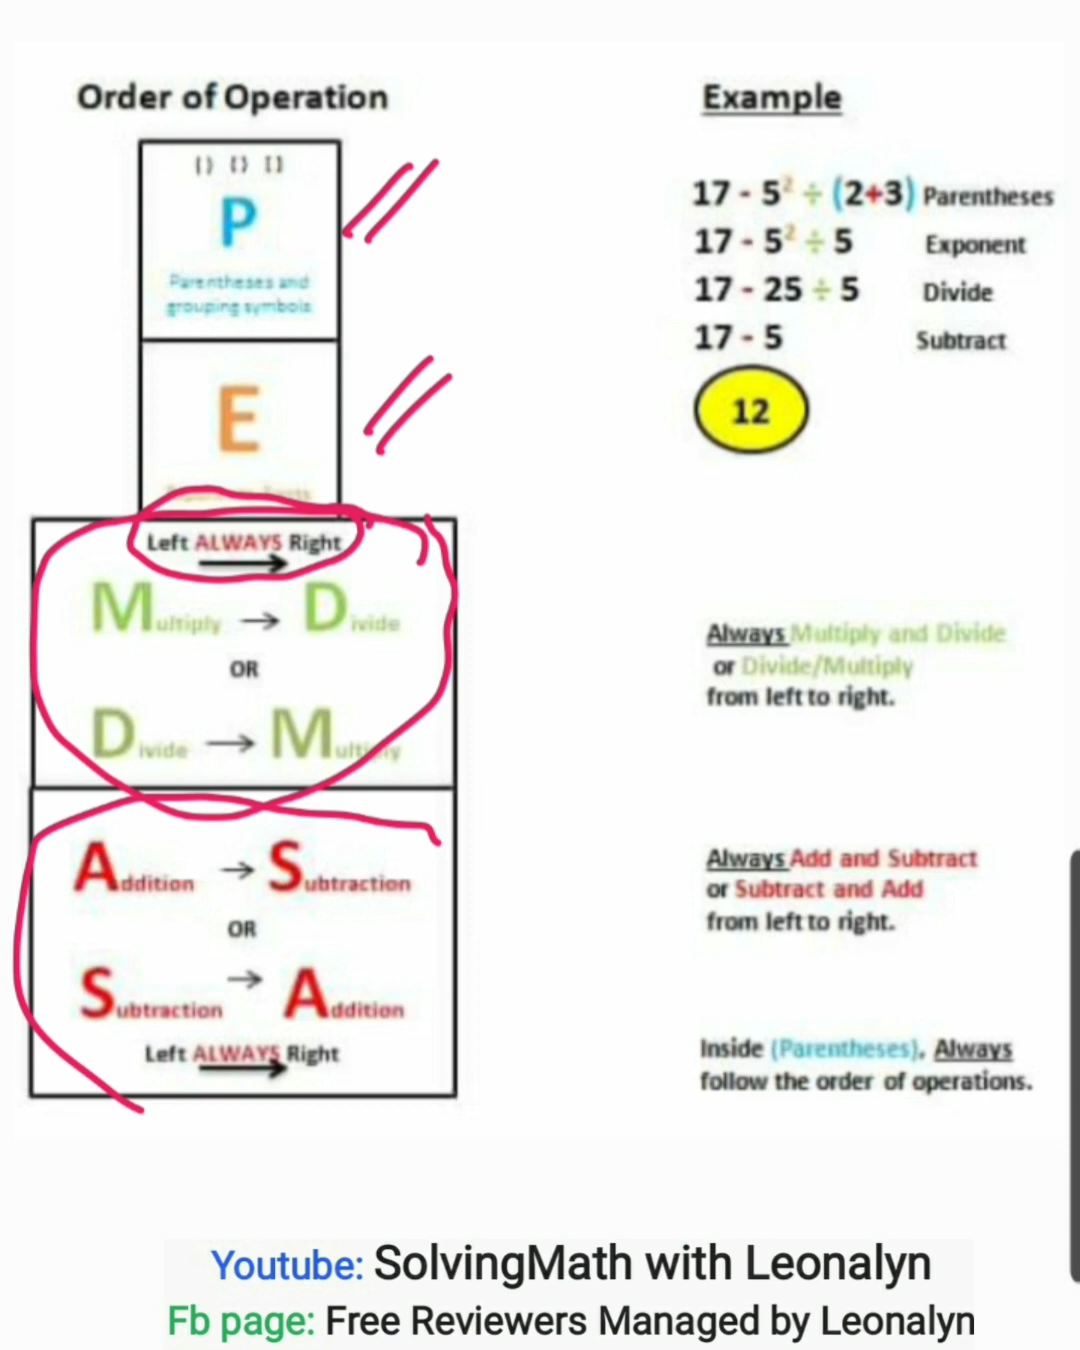 Order of Operation
() {} []
P
Parentheses and
grouping symbols
E
Left ALWAYS Right
Multiply → Divide
OR
Divide → Multiply
Addition → Subtraction
OR
Subtraction → Addition
Left ALWAYS Right
Example
17 - 5² ÷ (2+3) Parentheses
17 - 5² ÷ 5 Exponent
17 - 25 ÷ 5 Divide
17 - 5 Subtract
12
Always Multiply and Divide
or Divide/Multiply
from left to right.
Always Add and Subtract
or Subtract and Add
from left to right.
Inside (Parentheses), Always
follow the order of operations.
Youtube: SolvingMath with Leonalyn
Fb page: Free Reviewers Managed by Leonalyn